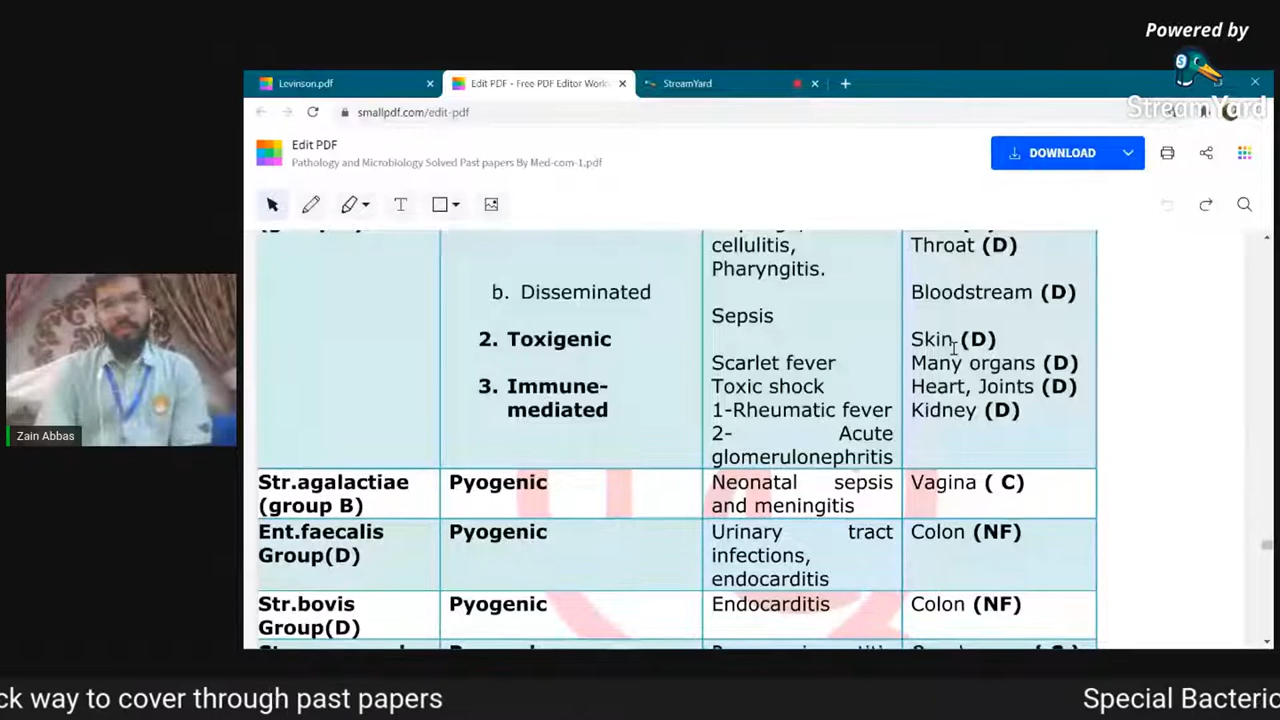 Powered by
StreamYard
Levinson.pdf
Edit PDF - Free PDF Editor Work
StreamYard
smallpdf.com/edit-pdf
Edit PDF
Pathology and Microbiology Solved Past papers By Med-com-1.pdf
DOWNLOAD
cellulitis,
Pharyngitis.
Throat (D)
b. Disseminated
Sepsis
Bloodstream (D)
2. Toxigenic
Scarlet fever
Toxic shock
Skin (D)
Many organs (D)
3. Immune-
mediated
1-Rheumatic fever
2- Acute
glomerulonephritis
Heart, Joints (D)
Kidney (D)
Str.agalactiae
(group B)
Pyogenic
Neonatal sepsis
and meningitis
Vagina ( C)
Ent.faecalis
Group(D)
Pyogenic
Urinary tract
infections,
endocarditis
Colon (NF)
Str.bovis
Group(D)
Pyogenic
Endocarditis
Colon (NF)
Zain Abbas
ck way to cover through past papers
Special Bacteric